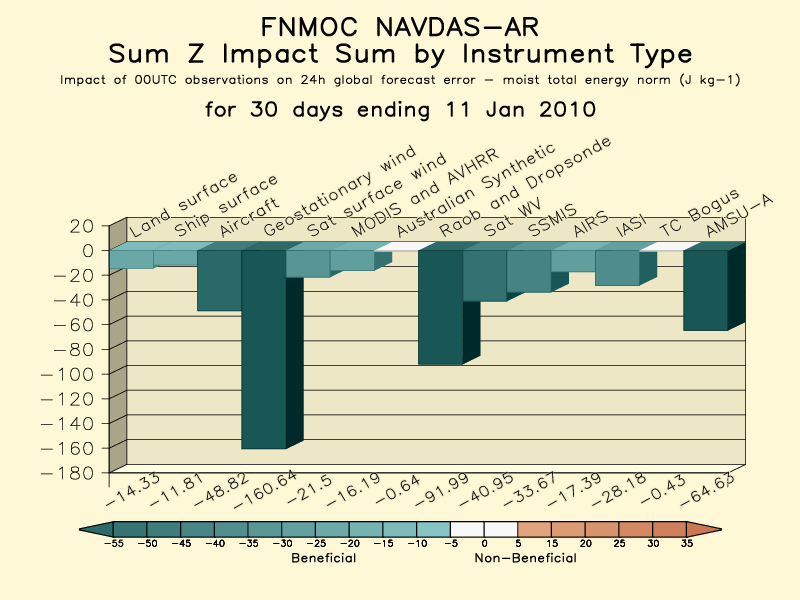 FNMOC NAVDAS-AR
Sum Z Impact Sum by Instrument Type
Impact of 00UTC observations on 24h global forecast error - moist total energy norm (J kg-1)
for 30 days ending 11 Jan 2010
Land surface
Ship surface
Aircraft
Geostationary wind
Sat surface wind
MODIS and AVHRR
Australian Synthetic
Raob and Dropsonde
Sat WV
SSMIS
AIRS
IASI
TC Bogus
AMSU-A
20
0
-20
-40
-60
-80
-100
-120
-140
-160
-180
-14.33
-11.81
-48.82
-160.64
-21.5
-16.19
-0.64
-91.99
-40.95
-33.67
-17.39
-28.18
-0.43
-64.63
-55 -50 -45 -40 -35 -30 -25 -20 -15 -10 -5 0 5 15 20 25 30 35
Beneficial Non-Beneficial